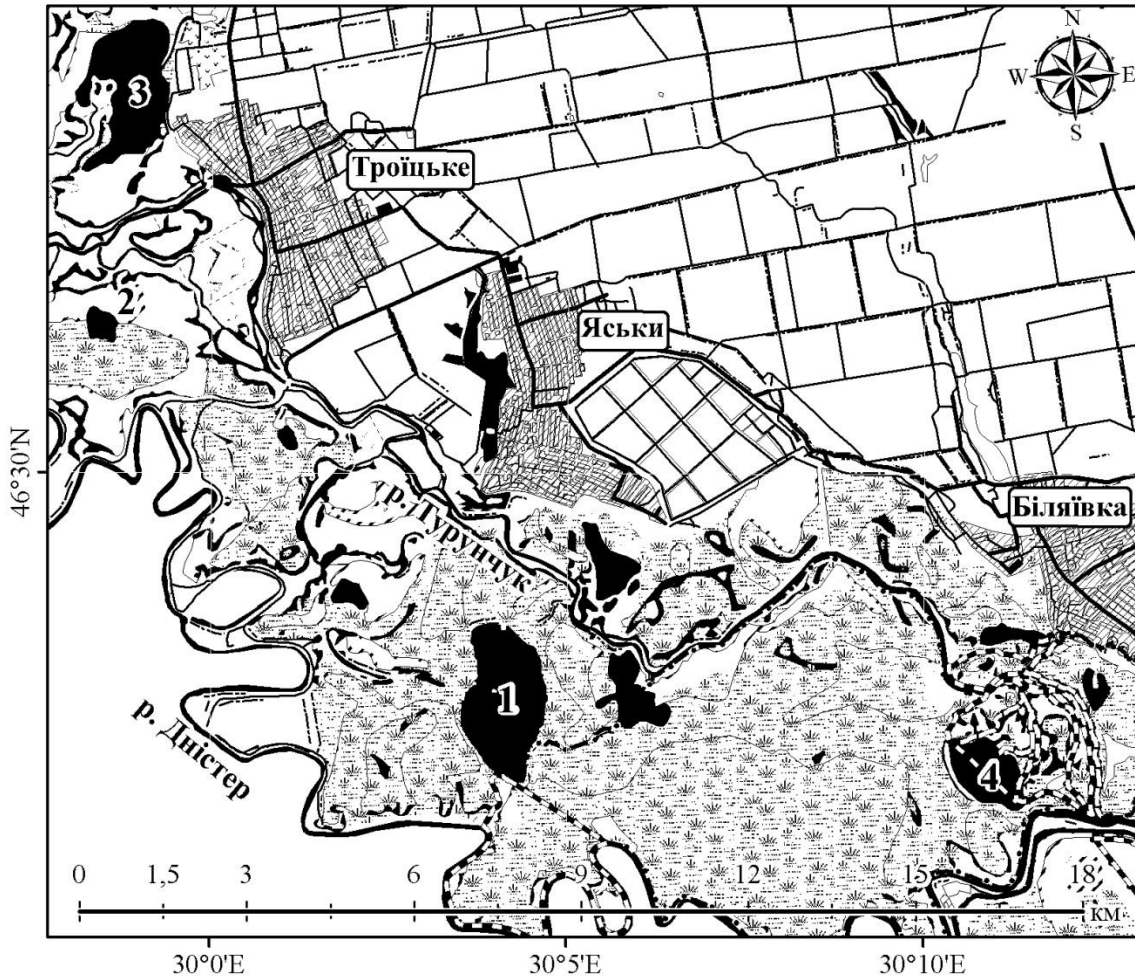 N
W E
S
3
Троїцьке
2
Яськи
46°30'N
Біляївка
р. Турунчук
1
р. Дністер
4
0 1,5 3 6 9 12 15 18
км
30°0'E 30°5'E 30°10'E